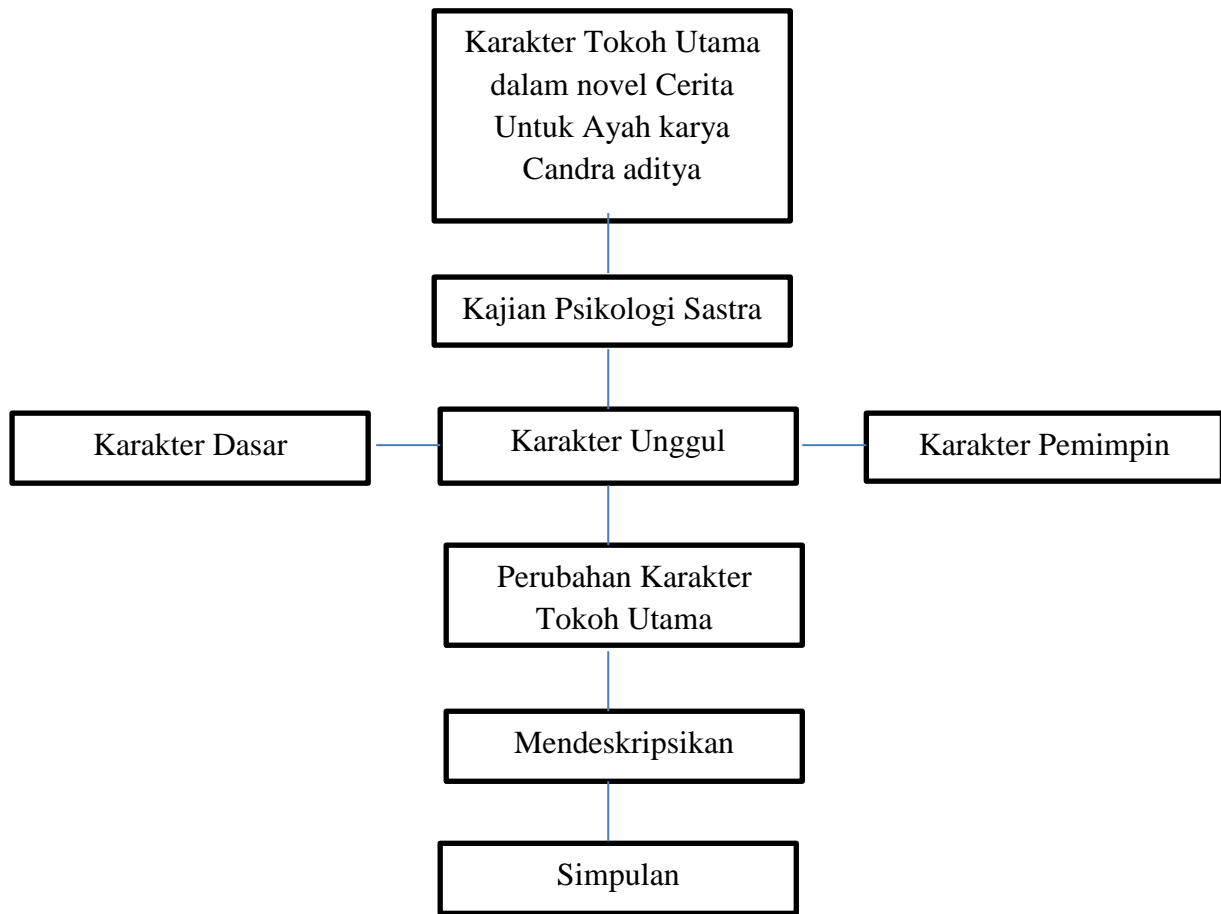 Karakter Tokoh Utama
dalam novel Cerita
Untuk Ayah karya
Candra aditya
Kajian Psikologi Sastra
Karakter Dasar
Karakter Unggul
Karakter Pemimpin
Perubahan Karakter
Tokoh Utama
Mendeskripsikan
Simpulan